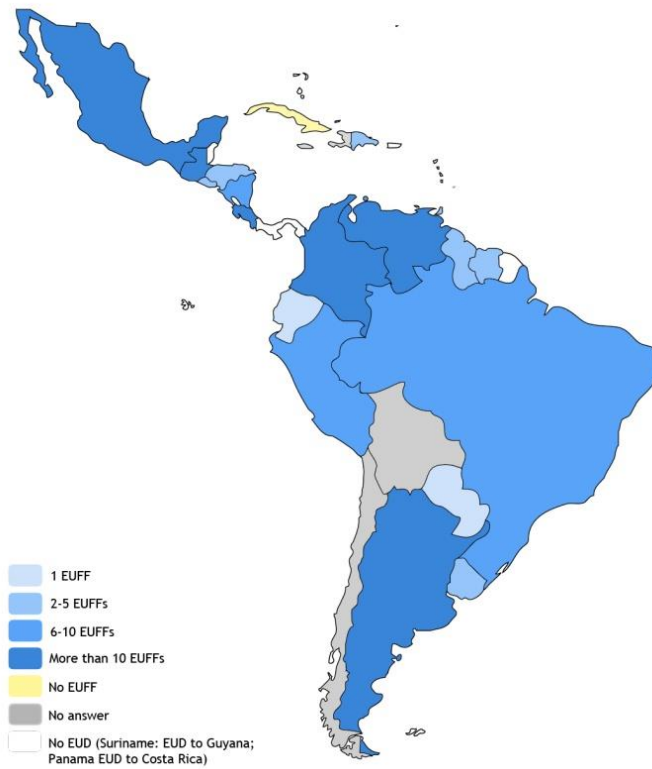 1 EUFF
2-5 EUFFs
6-10 EUFFs
More than 10 EUFFs
No EUFF
No answer
No EUD (Suriname: EUD to Guyana;
Panama EUD to Costa Rica)